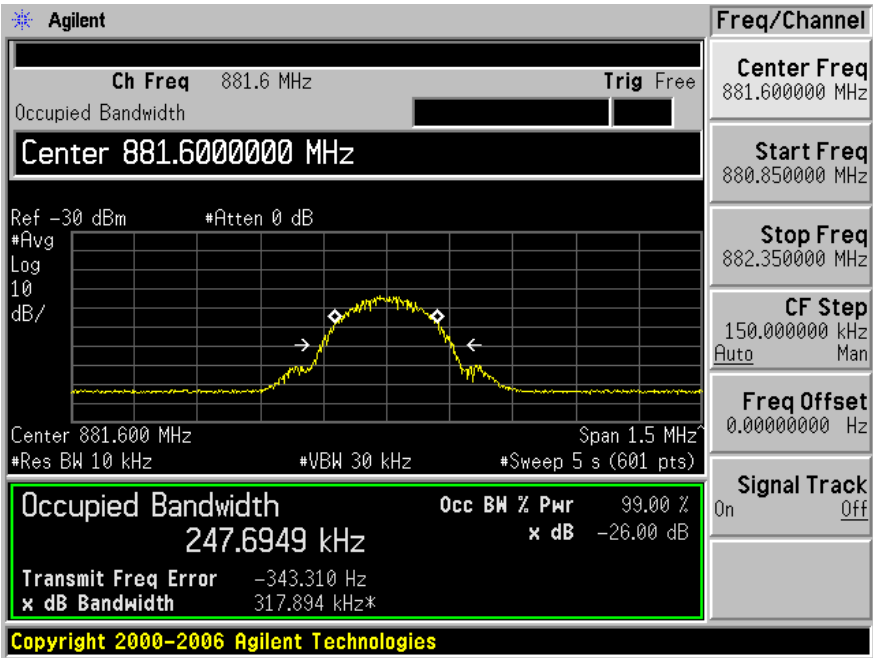 Agilent
Freq/Channel
Ch Freq 881.6 MHz Trig Free
Occupied Bandwidth
Center 881.6000000 MHz
Ref -30 dBm #Atten 0 dB
#Avg
Log
10
dB/
Center 881.600 MHz Span 1.5 MHz^
#Res BW 10 kHz #VBW 30 kHz #Sweep 5 s (601 pts)
Occupied Bandwidth Occ BW % Pwr 99.00 %
247.6949 kHz x dB -26.00 dB
Transmit Freq Error -343.310 Hz
x dB Bandwidth 317.894 kHz*
Center Freq
881.600000 MHz
Start Freq
880.850000 MHz
Stop Freq
882.350000 MHz
CF Step
150.000000 kHz
Auto Man
Freq Offset
0.00000000 Hz
Signal Track
On Off
Copyright 2000-2006 Agilent Technologies